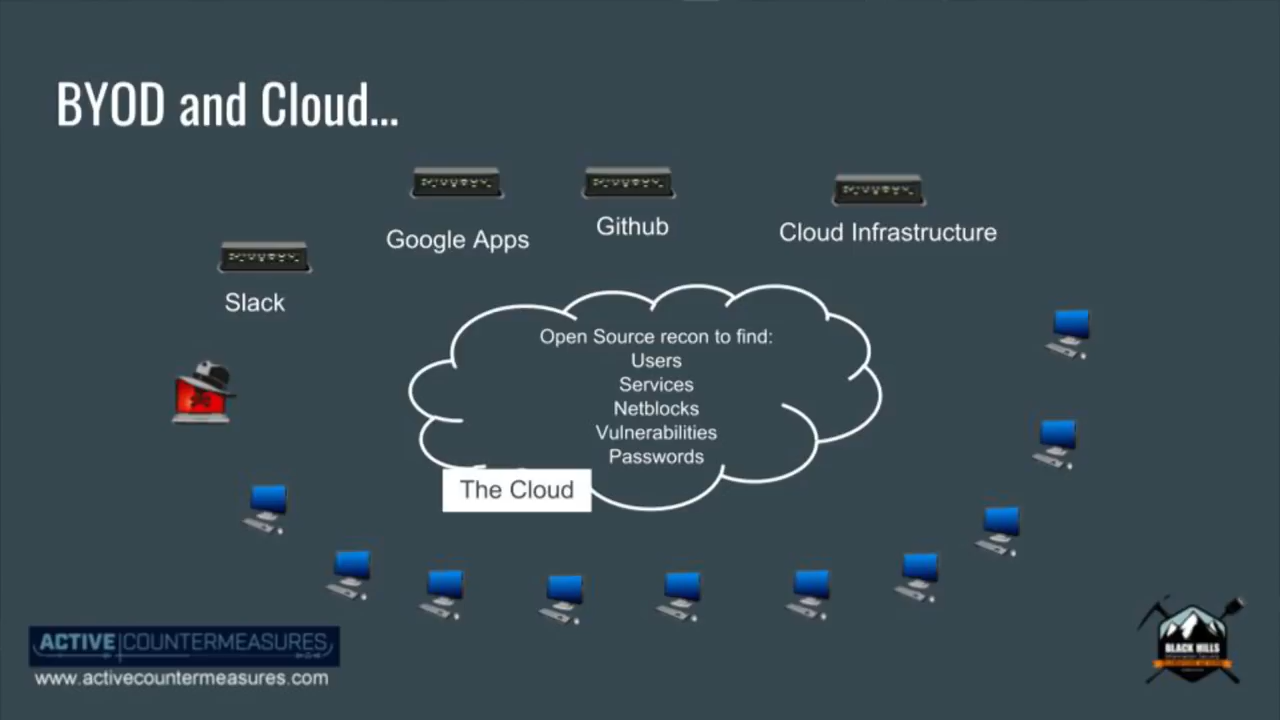 BYOD and Cloud...
Google Apps
Github
Cloud Infrastructure
Slack
Open Source recon to find:
Users
Services
Netblocks
Vulnerabilities
Passwords
The Cloud
ACTIVE COUNTERMEASURES
www.activecountermeasures.com
BLACK HILLS